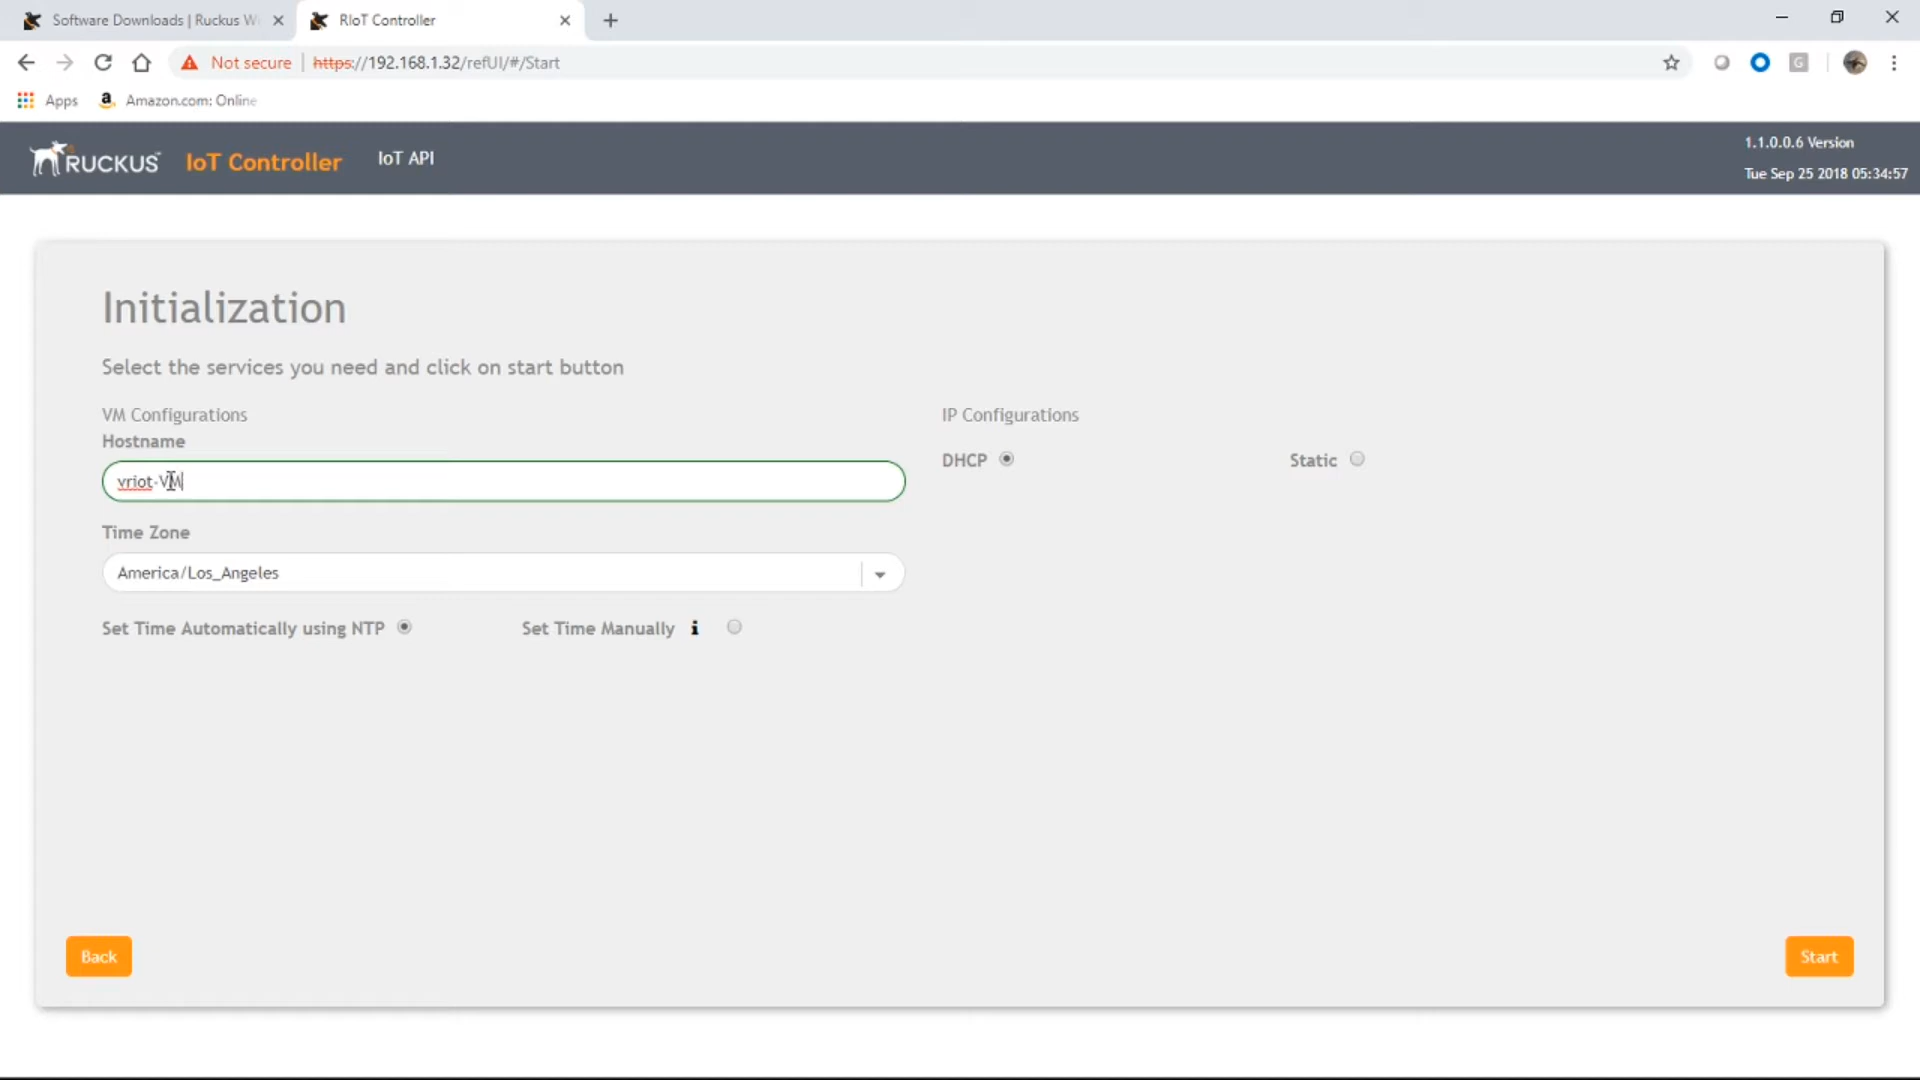 Software Downloads | Ruckus Wi
RIoT Controller
Not secure | https://192.168.1.32/refUI/#/Start
Apps
Amazon.com: Online
RUCKUS IoT Controller IoT API
1.1.0.0.6 Version
Tue Sep 25 2018 05:34:57
Initialization
Select the services you need and click on start button
VM Configurations
IP Configurations
Hostname
DHCP
Static
vriot-VM
Time Zone
America/Los_Angeles
Set Time Automatically using NTP
Set Time Manually i
Back
Start